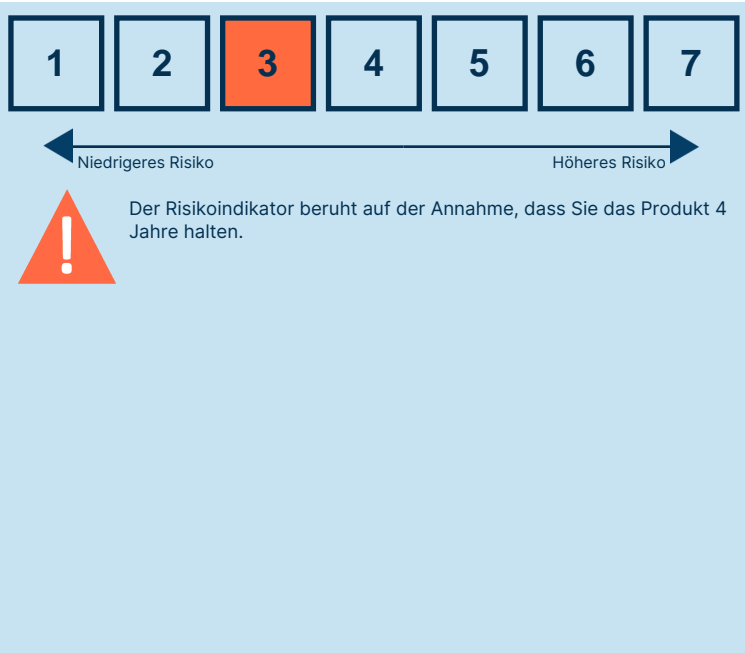 1 2 3 4 5 6 7
Niedrigeres Risiko Höheres Risiko
!
Der Risikoindikator beruht auf der Annahme, dass Sie das Produkt 4
Jahre halten.